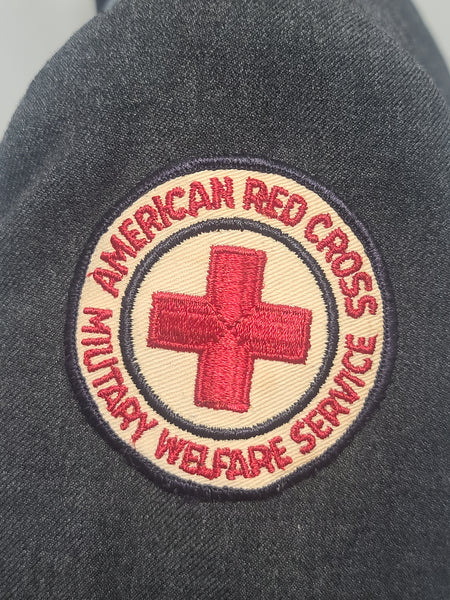 AMERICAN RED CROSS
MILITARY WELFARE SERVICE